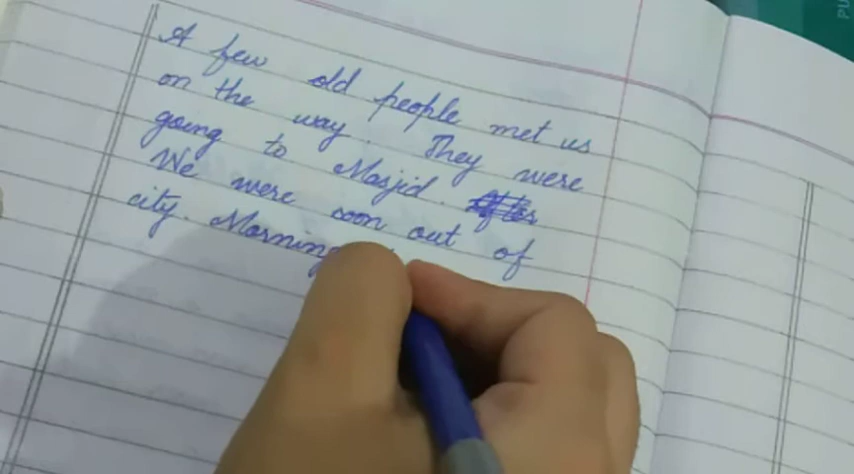 A few old people met us
on the way. They were
going to Masjid.
We were soon out of
city. Morning